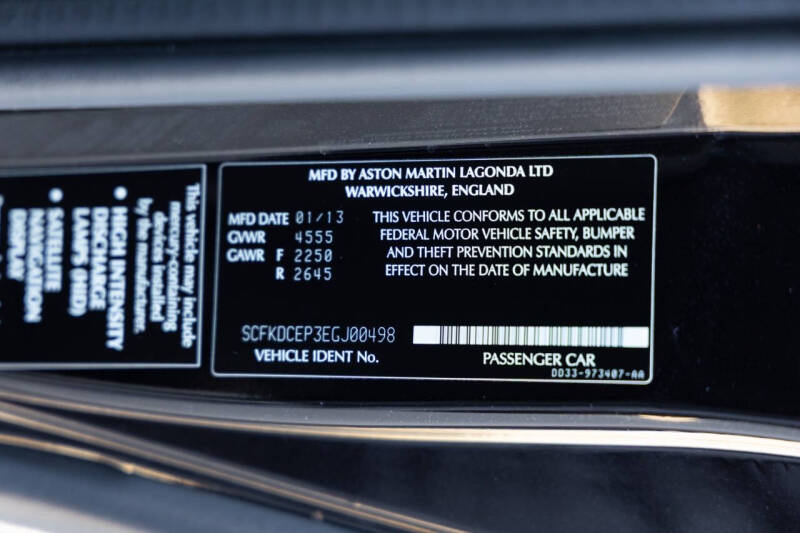 MFD BY ASTON MARTIN LAGONDA LTD
WARWICKSHIRE, ENGLAND
MFD DATE 01/13
GVWR 4555
GAWR F 2250
R 2645
THIS VEHICLE CONFORMS TO ALL APPLICABLE
FEDERAL MOTOR VEHICLE SAFETY, BUMPER
AND THEFT PREVENTION STANDARDS IN
EFFECT ON THE DATE OF MANUFACTURE
SCFKDCEP3EGJ00498
VEHICLE IDENT No.
PASSENGER CAR
DD33-973407-AA
This vehicle may include
mercury-containing
devices installed
by the manufacturer.
• HIGH INTENSITY
DISCHARGE
LAMPS (HID)
• SATELLITE
NAVIGATION
DISPLAY